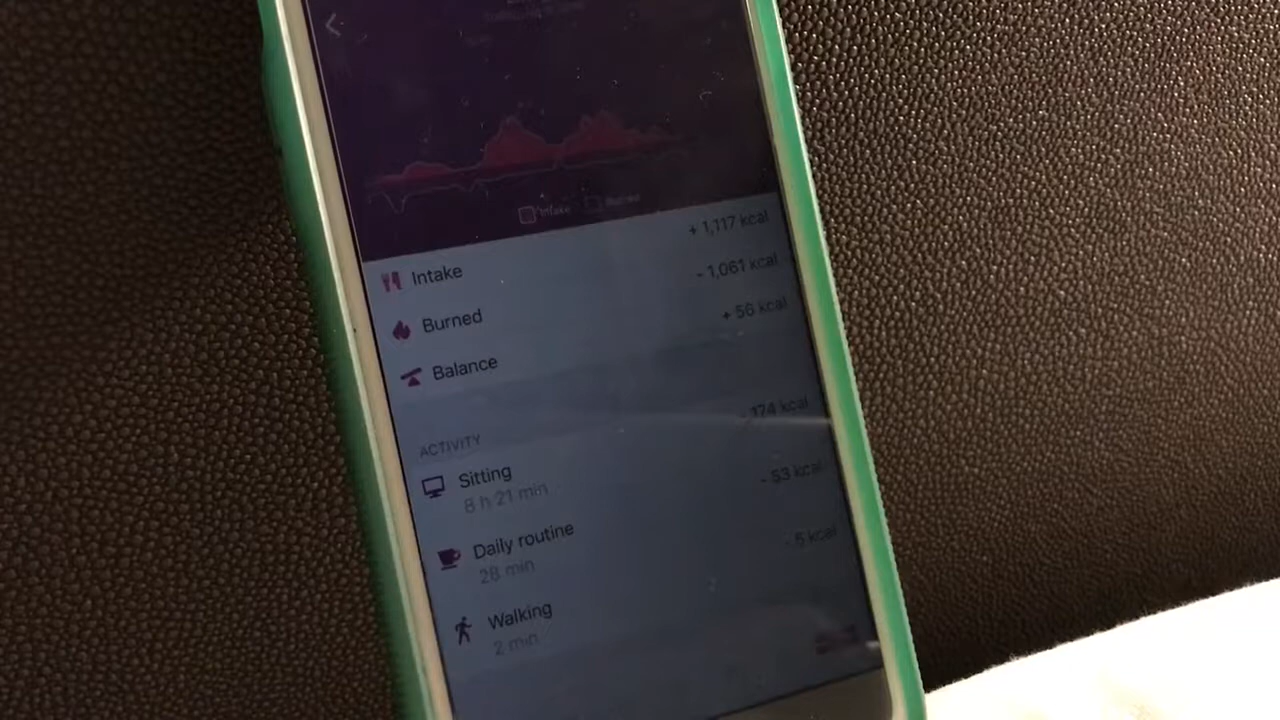 Intake
Intake + 1,117 kcal
Burned - 1,061 kcal
Balance + 56 kcal
ACTIVITY
Sitting - 174 kcal
8 h 21 min
Daily routine - 53 kcal
28 min
Walking - 5 kcal
2 min